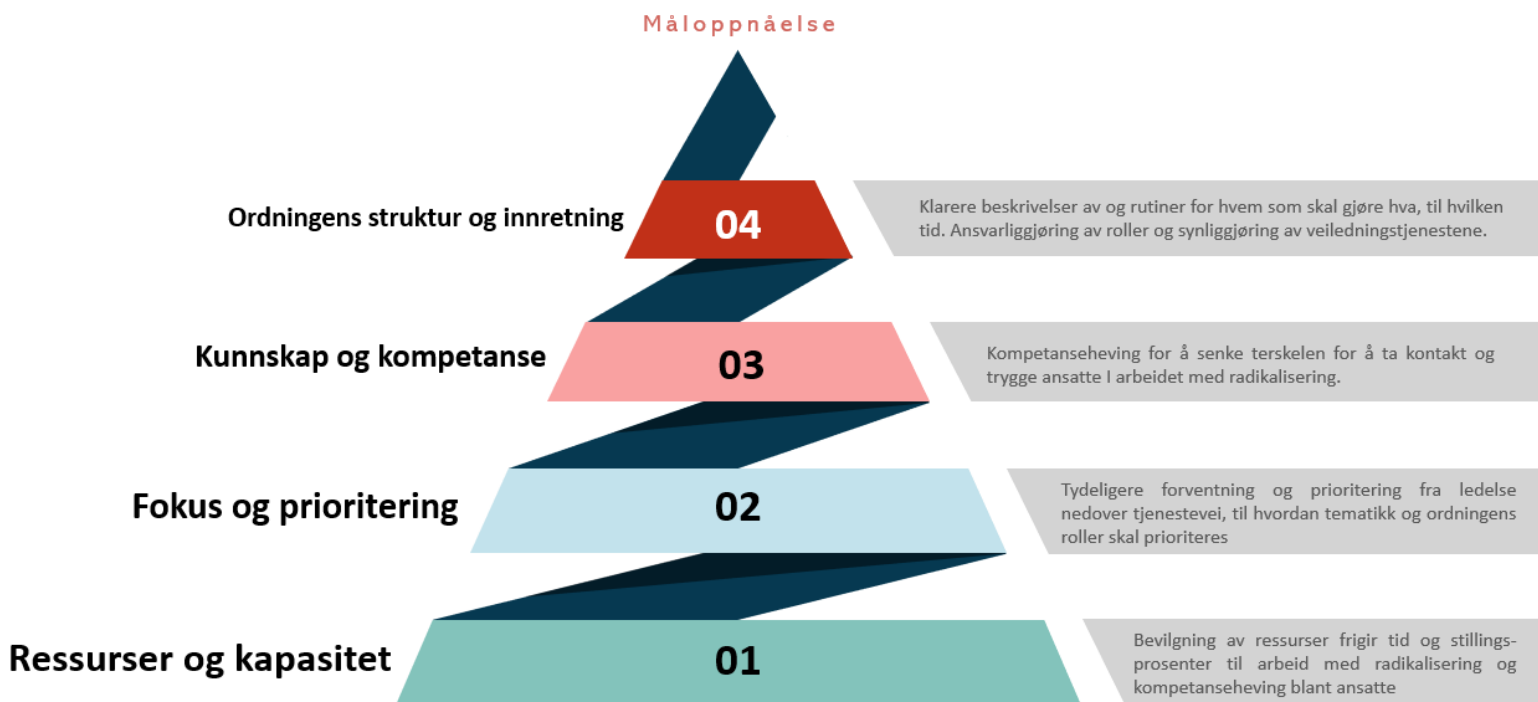 Måloppnåelse
Ordningens struktur og innretning
04
Klarere beskrivelser av og rutiner for hvem som skal gjøre hva, til hvilken
tid. Ansvarliggjøring av roller og synliggjøring av veiledningstjenestene.
Kunnskap og kompetanse
03
Kompetanseheving for å senke terskelen for å ta kontakt og
trygge ansatte I arbeidet med radikalisering.
Fokus og prioritering
02
Tydeligere forventning og prioritering fra ledelse
nedover tjenestevei, til hvordan tematikk og ordningens
roller skal prioriteres
Ressurser og kapasitet
01
Bevilgning av ressurser frigir tid og stillings-
prosenter til arbeid med radikalisering og
kompetanseheving blant ansatte